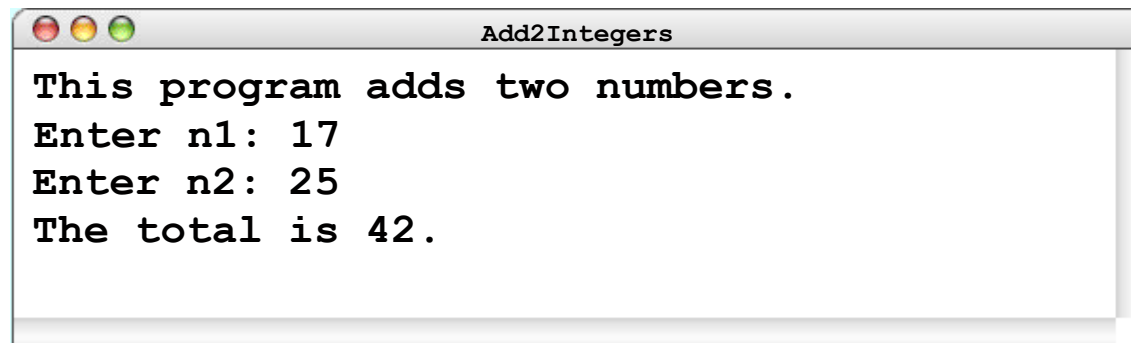 Add2Integers
This program adds two numbers.
Enter n1: 17
Enter n2: 25
The total is 42.